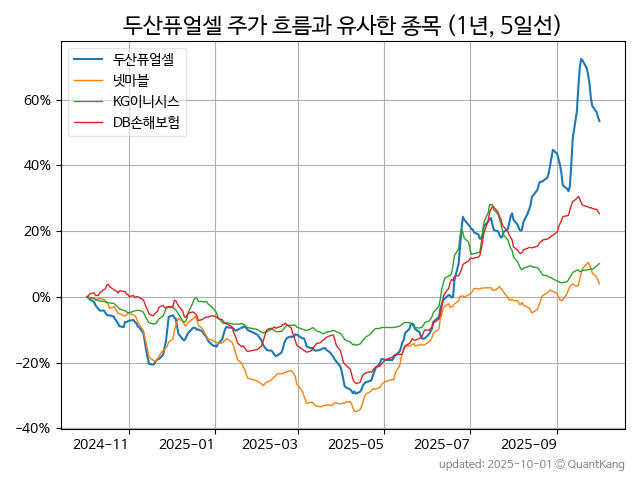 두산퓨얼셀 주가 흐름과 유사한 종목 (1년, 5일선)
두산퓨얼셀
넷마블
KG이니시스
DB손해보험
60%
40%
20%
0%
−20%
−40%
2024-11
2025-01
2025-03
2025-05
2025-07
2025-09
updated: 2025-10-01 © QuantKang